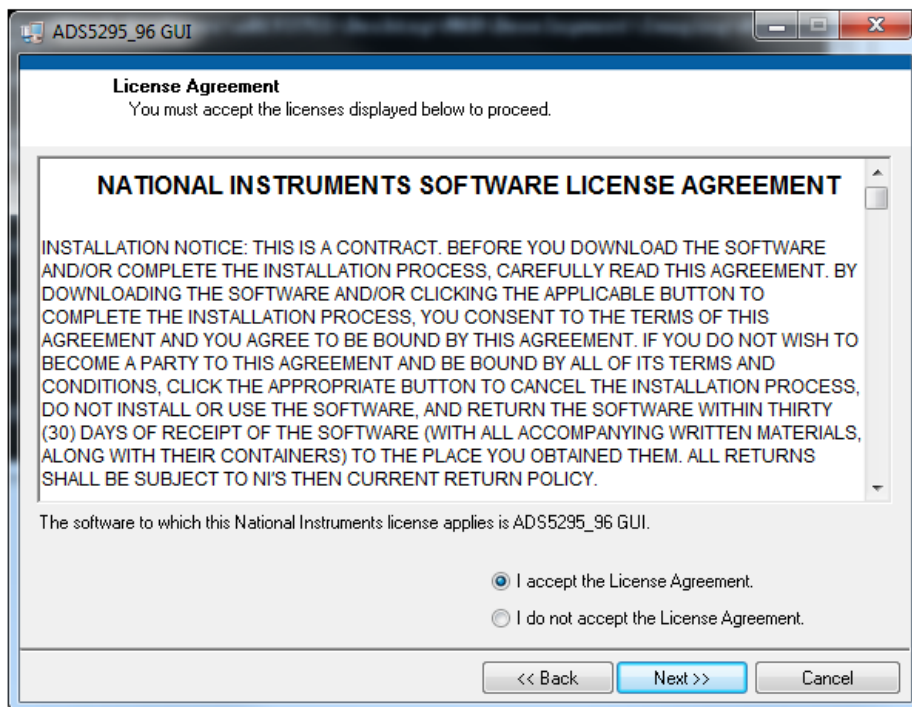 ADS5295_96 GUI
License Agreement
You must accept the licenses displayed below to proceed.
NATIONAL INSTRUMENTS SOFTWARE LICENSE AGREEMENT
INSTALLATION NOTICE: THIS IS A CONTRACT. BEFORE YOU DOWNLOAD THE SOFTWARE
AND/OR COMPLETE THE INSTALLATION PROCESS, CAREFULLY READ THIS AGREEMENT. BY
DOWNLOADING THE SOFTWARE AND/OR CLICKING THE APPLICABLE BUTTON TO
COMPLETE THE INSTALLATION PROCESS, YOU CONSENT TO THE TERMS OF THIS
AGREEMENT AND YOU AGREE TO BE BOUND BY THIS AGREEMENT. IF YOU DO NOT WISH TO
BECOME A PARTY TO THIS AGREEMENT AND BE BOUND BY ALL OF ITS TERMS AND
CONDITIONS, CLICK THE APPROPRIATE BUTTON TO CANCEL THE INSTALLATION PROCESS,
DO NOT INSTALL OR USE THE SOFTWARE, AND RETURN THE SOFTWARE WITHIN THIRTY
(30) DAYS OF RECEIPT OF THE SOFTWARE (WITH ALL ACCOMPANYING WRITTEN MATERIALS,
ALONG WITH THEIR CONTAINERS) TO THE PLACE YOU OBTAINED THEM. ALL RETURNS
SHALL BE SUBJECT TO NI'S THEN CURRENT RETURN POLICY.
The software to which this National Instruments license applies is ADS5295_96 GUI.
I accept the License Agreement.
I do not accept the License Agreement.
<< Back Next >> Cancel